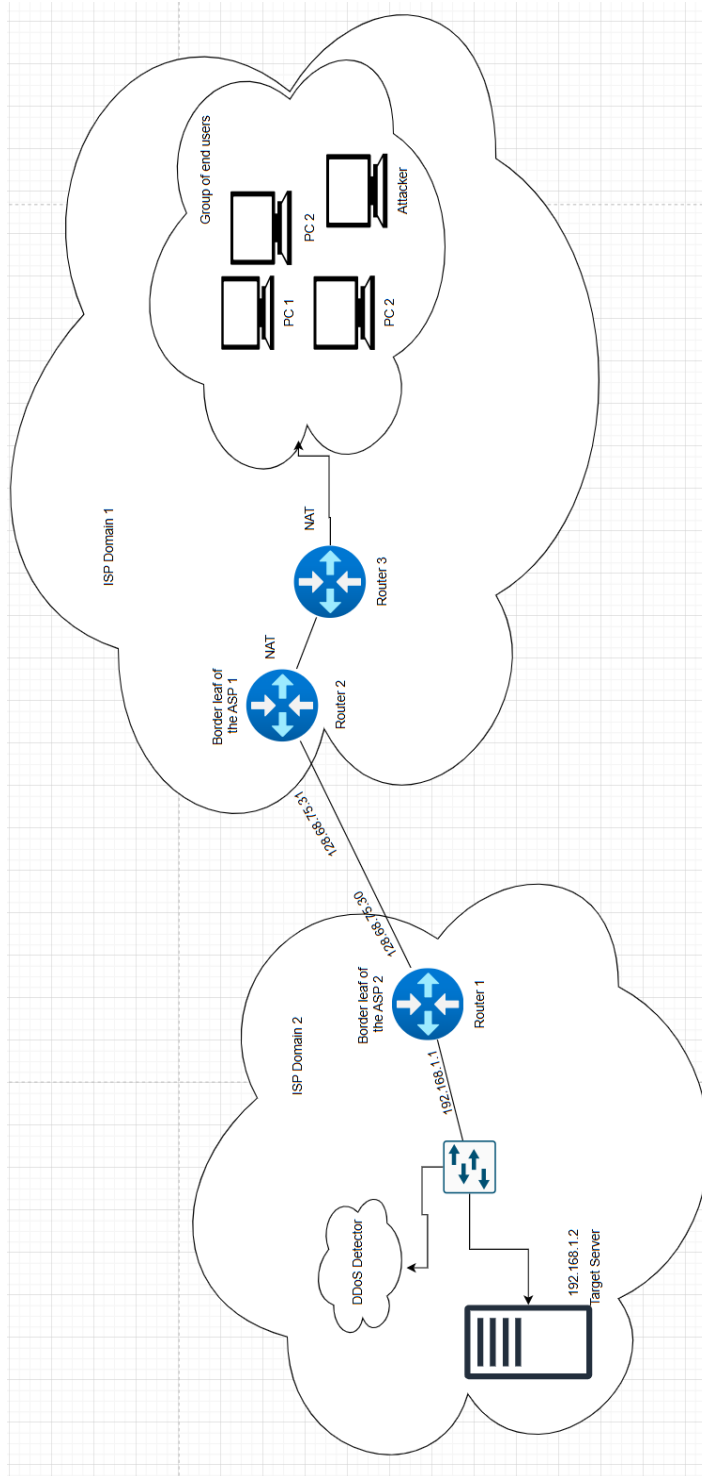 ISP Domain 2
DDoS Detector
192.168.1.2
Target Server
192.168.1.1
Border leaf of
the ASP 2
Router 1
128.68.75.30
128.68.75.31
ISP Domain 1
Border leaf of
the ASP 1
NAT
Router 2
NAT
Router 3
Group of end users
PC 1
PC 2
PC 2
Attacker